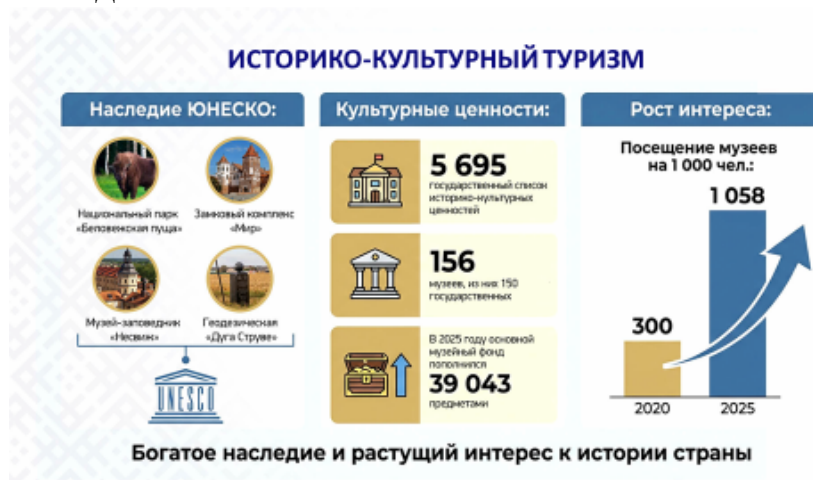 ИСТОРИКО-КУЛЬТУРНЫЙ ТУРИЗМ
Наследие ЮНЕСКО:
Национальный парк
«Беловежская пуща»
Замковый комплекс
«Мир»
Музей-заповедник
«Несвиж»
Геодезическая
«Дуга Струве»
UNESCO
Культурные ценности:
5 695
государственный список
историко-культурных
ценностей
156
музеев, из них 150
государственных
В 2025 году основной
музейный фонд
пополнился
39 043
предметами
Рост интереса:
Посещение музеев
на 1 000 чел.:
1 058
300
2020
2025
Богатое наследие и растущий интерес к истории страны